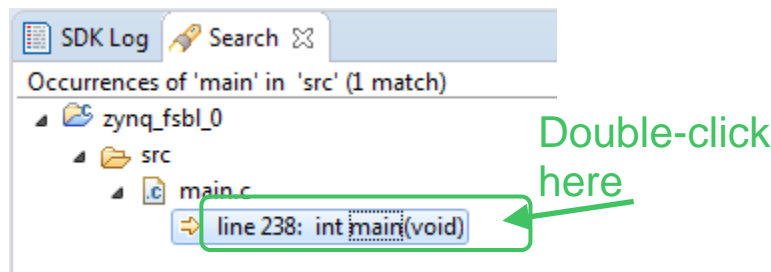 SDK Log Search
Occurrences of 'main' in 'src' (1 match)
zynq_fsbl_0
src
main.c
line 238: int main(void)
Double-click
here